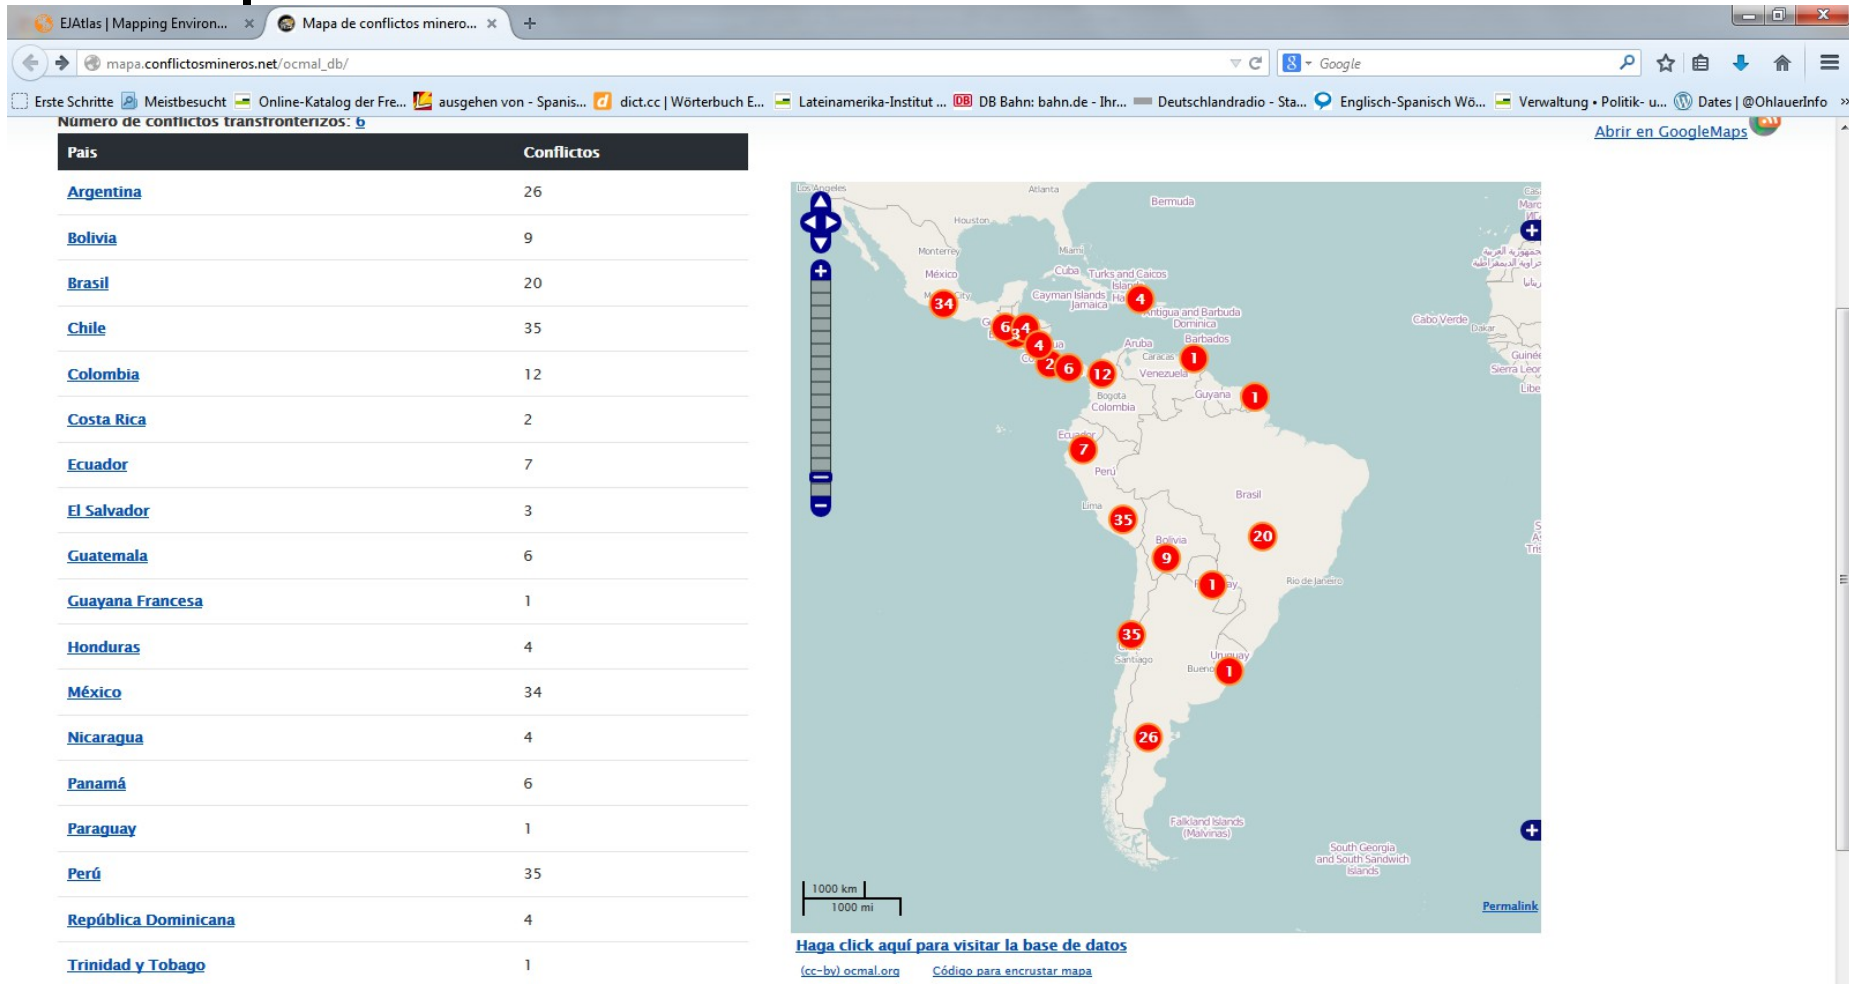 EJAtlas | Mapping Environ...
Mapa de conflictos minero...
mapa.conflictosmineros.net/ocmal_db/
Google
Erste Schritte
Meistbesucht
Online-Katalog der Fre...
ausgehen von - Spanis...
dict.cc | Wörterbuch E...
Lateinamerika-Institut ...
DB Bahn: bahn.de - Ihr...
Deutschlandradio - Sta...
Englisch-Spanisch Wö...
Verwaltung • Politik- u...
Dates | @OhlauerInfo
Número de conflictos transfronterizos: 6
País Conflictos
Argentina 26
Bolivia 9
Brasil 20
Chile 35
Colombia 12
Costa Rica 2
Ecuador 7
El Salvador 3
Guatemala 6
Guayana Francesa 1
Honduras 4
México 34
Nicaragua 4
Panamá 6
Paraguay 1
Perú 35
República Dominicana 4
Trinidad y Tobago 1
Abrir en GoogleMaps
Los Angeles
Atlanta
Bermuda
Houston
Monterrey
Miami
México
Cuba
Turks and Caicos
Cayman Islands
Jamaica
34
4
Antigua and Barbuda
Dominica
Cabo Verde
Dakar
6
3
4
4
2
6
12
Aruba
Barbados
Caracas
1
Venezuela
Guinée
Sierra Leon
Libe
Bogota
Colombia
Guyana
1
Ecuador
7
Perú
Brasil
Lima
35
20
Bolivia
9
1
Rio de Janeiro
35
Santiago
Uruguay
Bueno
1
26
Falkland Islands
(Malvinas)
South Georgia
and South Sandwich
Islands
1000 km
1000 mi
Permalink
Haga click aquí para visitar la base de datos
(cc-by) ocmal.org
Código para encrustar mapa